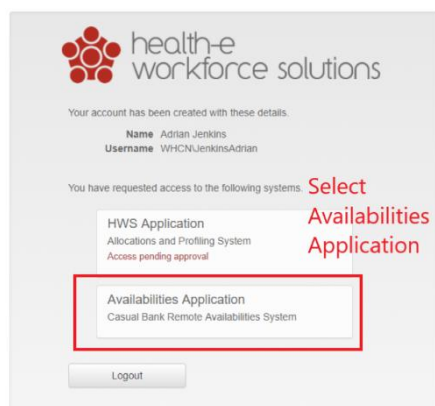 health-e
workforce solutions
Your account has been created with these details.
Name Adrian Jenkins
Username WHCN\JenkinsAdrian
You have requested access to the following systems.
Select
Availabilities
Application
HWS Application
Allocations and Profiling System
Access pending approval
Availabilities Application
Casual Bank Remote Availabilities System
Logout